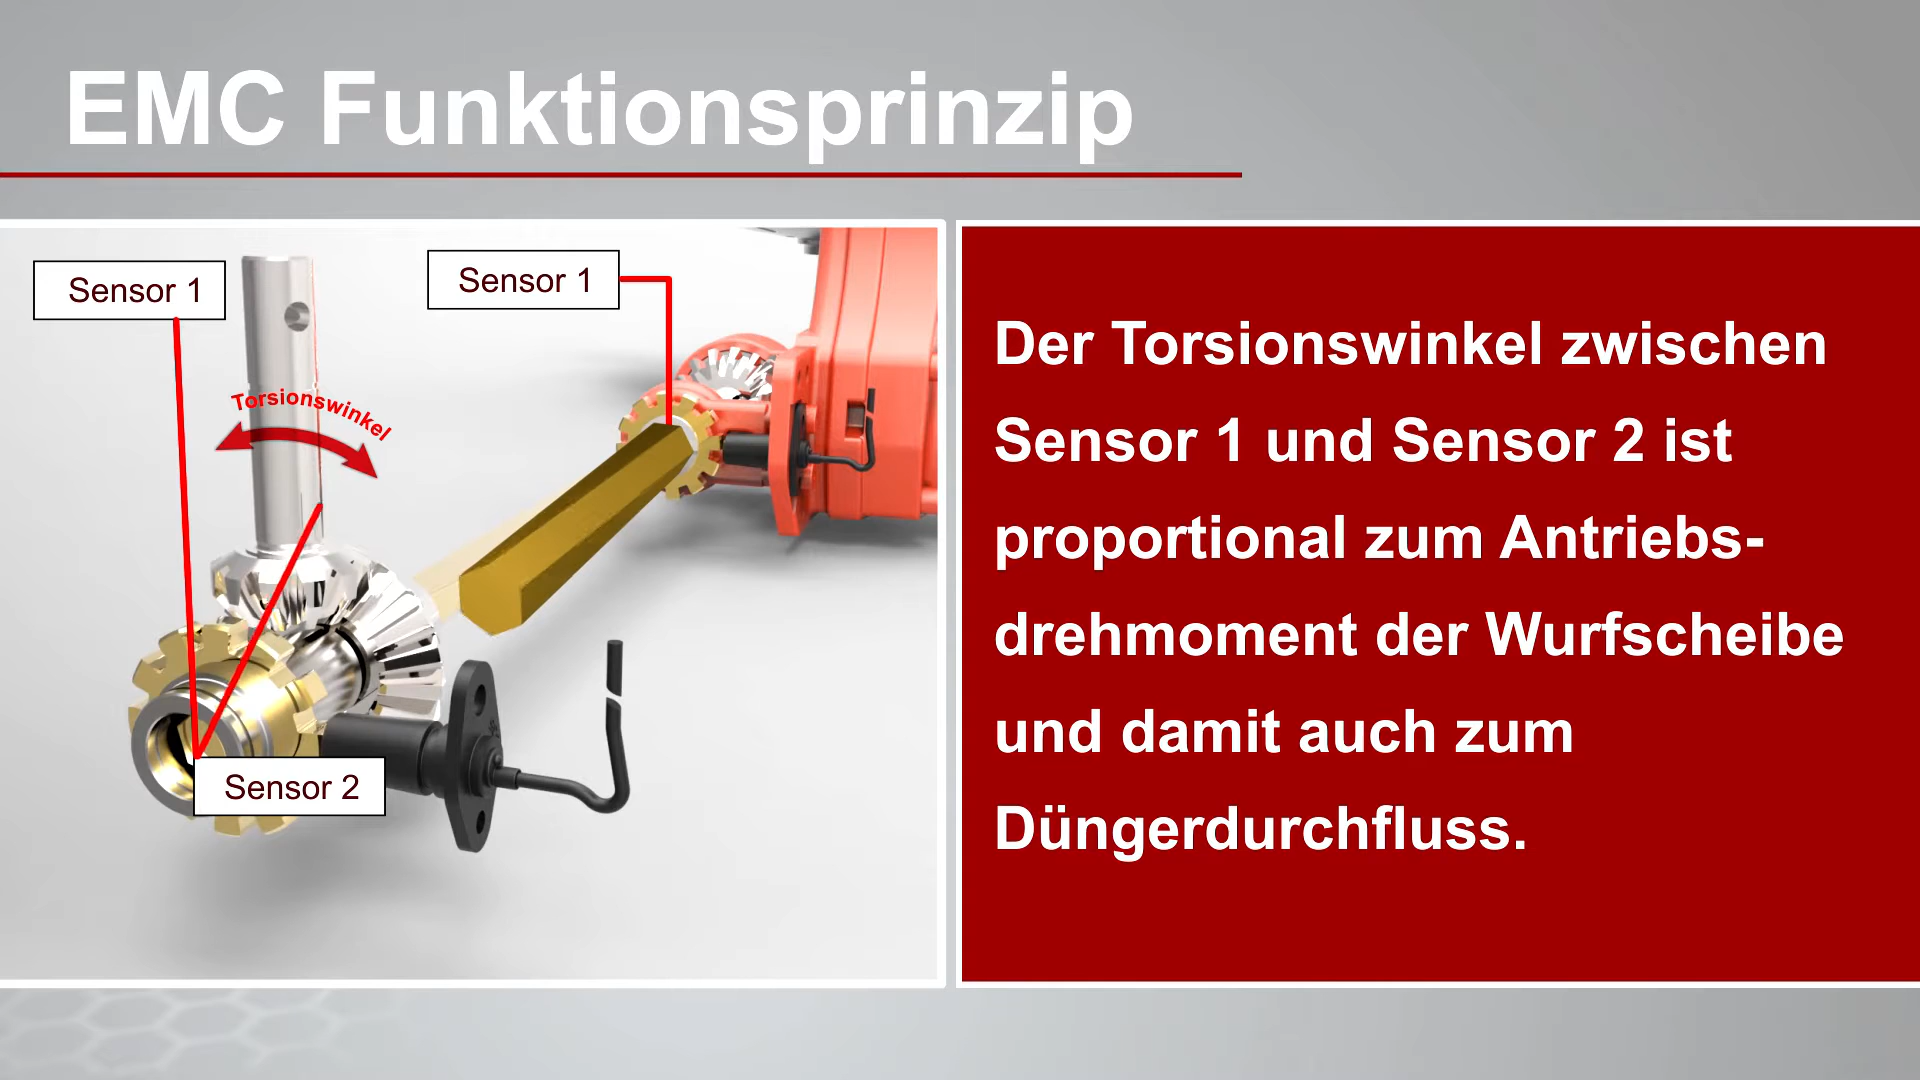 EMC Funktionsprinzip
Sensor 1
Sensor 1
Torsionswinkel
Sensor 2
Der Torsionswinkel zwischen
Sensor 1 und Sensor 2 ist
proportional zum Antriebs-
drehmoment der Wurfscheibe
und damit auch zum
Düngerdurchfluss.